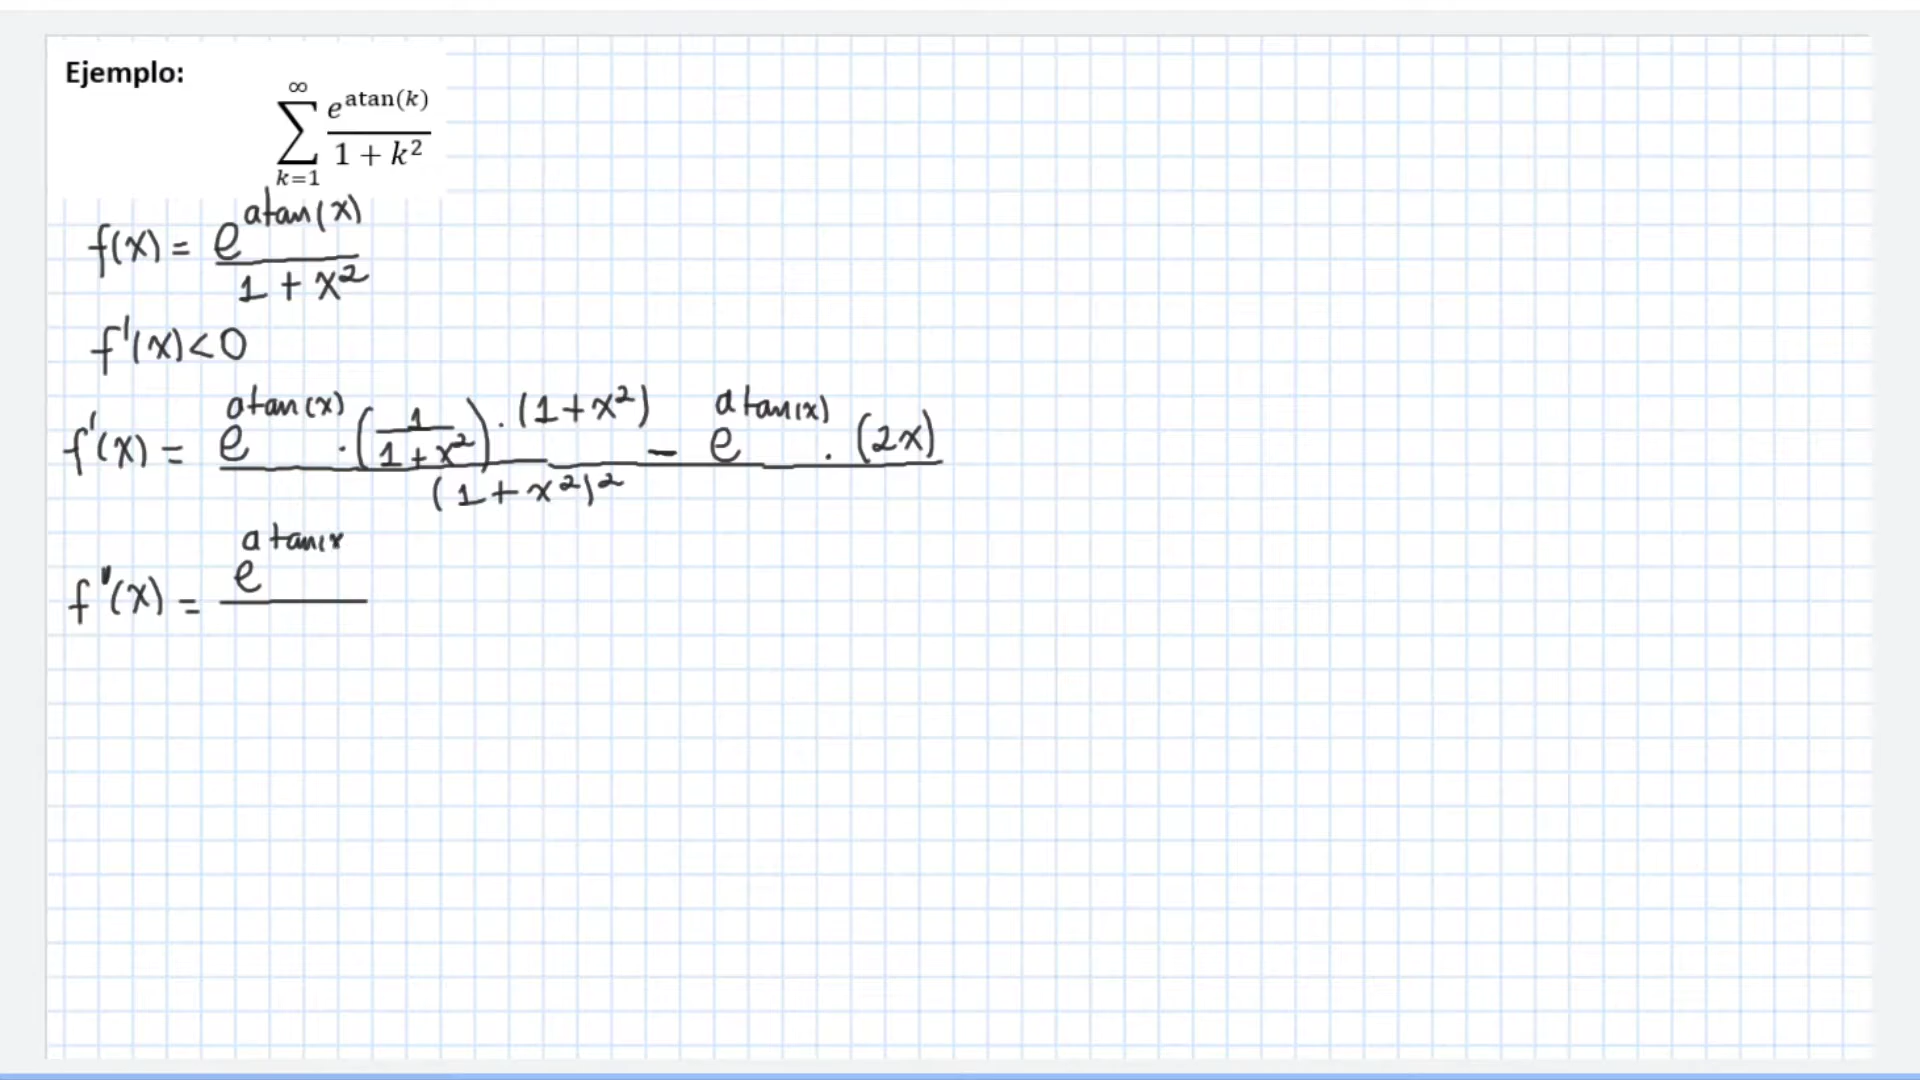 Ejemplo:
∞
∑ e^atan(k) / (1 + k²)
k=1
f(x) = e^atan(x) / (1 + x²)
f'(x) < 0
f'(x) = (e^atan(x) · (1/(1+x²)) · (1+x²) - e^atan(x) · (2x)) / (1+x²)²
f'(x) = e^atan(x